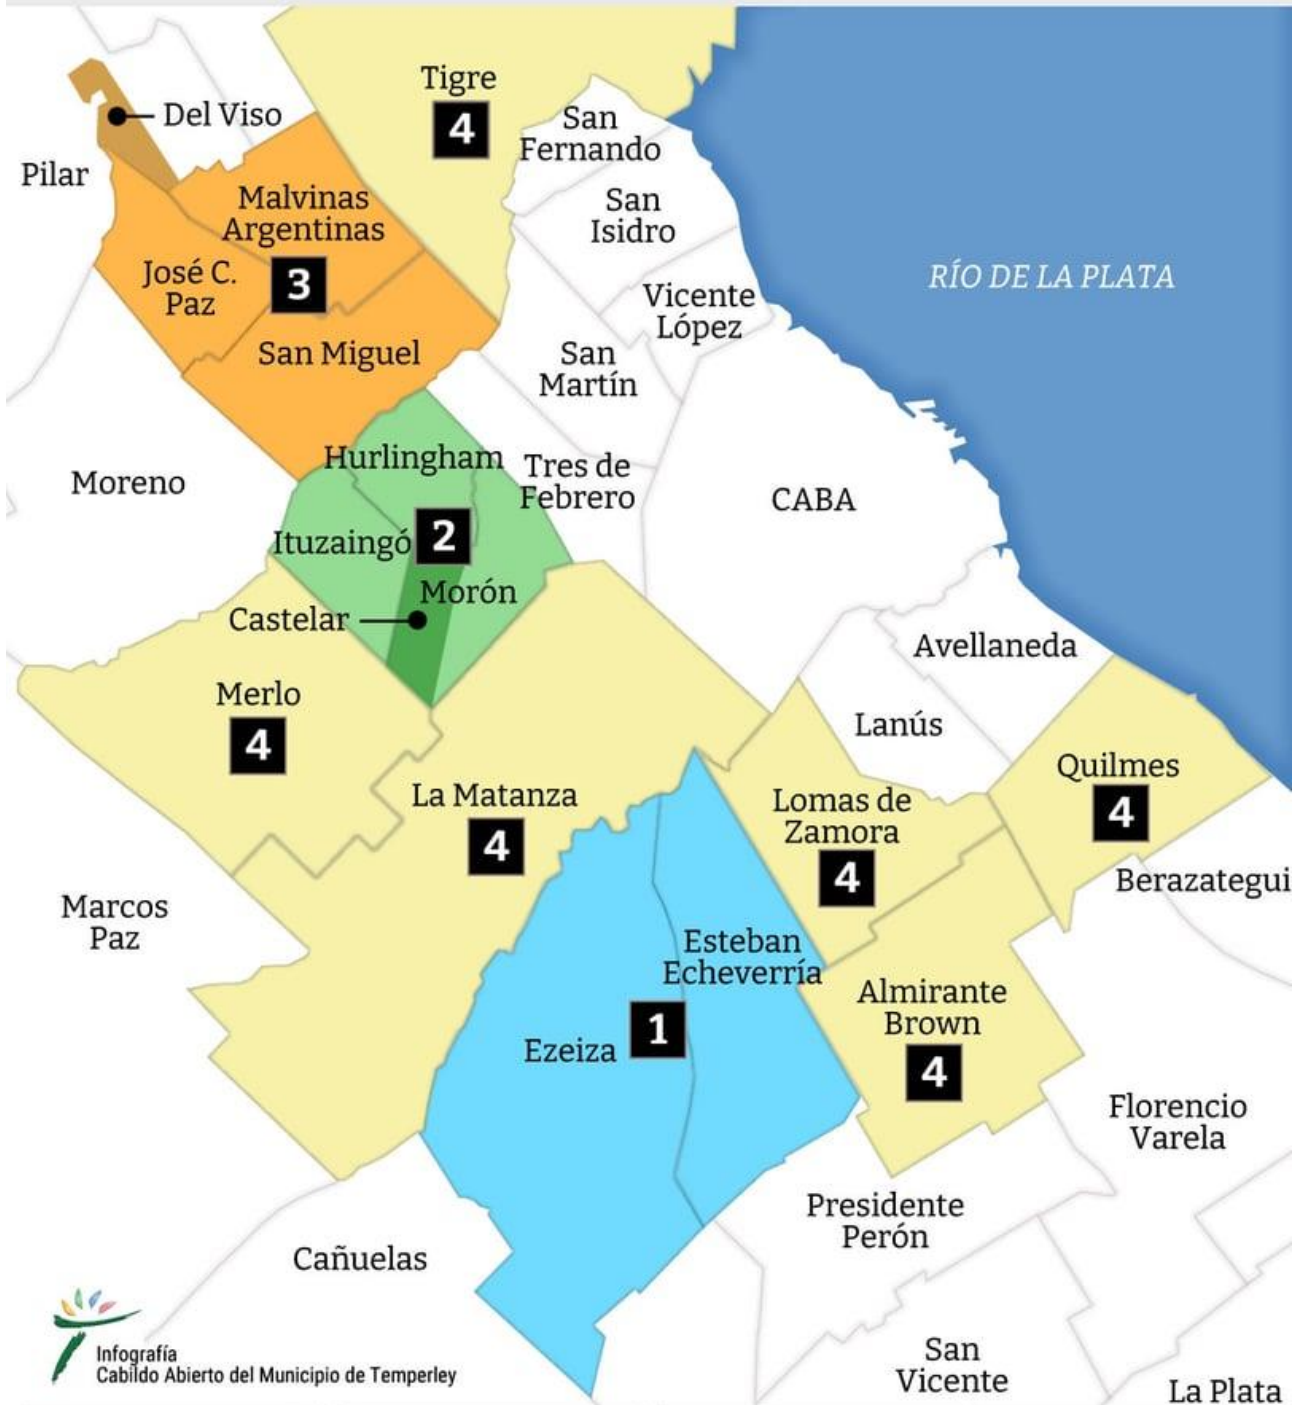 Tigre
4
Del Viso
San
Fernando
Pilar
Malvinas
Argentinas
San
Isidro
José C.
Paz
3
RÍO DE LA PLATA
Vicente
López
San Miguel
San
Martín
Hurlingham
Tres de
Febrero
Moreno
CABA
Ituzaingó
2
Morón
Castelar
Avellaneda
Merlo
4
Lanús
Quilmes
4
La Matanza
4
Lomas de
Zamora
4
Berazategui
Marcos
Paz
Esteban
Echeverría
Almirante
Brown
4
Ezeiza
1
Florencio
Varela
Presidente
Perón
Cañuelas
San
Vicente
La Plata
Infografía
Cabildo Abierto del Municipio de Temperley